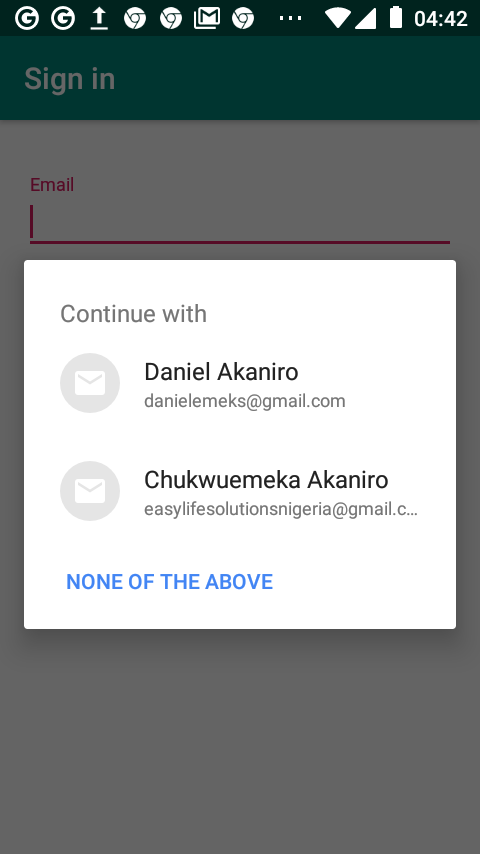 04:42
Sign in
Email
Continue with
Daniel Akaniro
danielemeks@gmail.com
Chukwuemeka Akaniro
easylifesolutionsnigeria@gmail.c...
NONE OF THE ABOVE